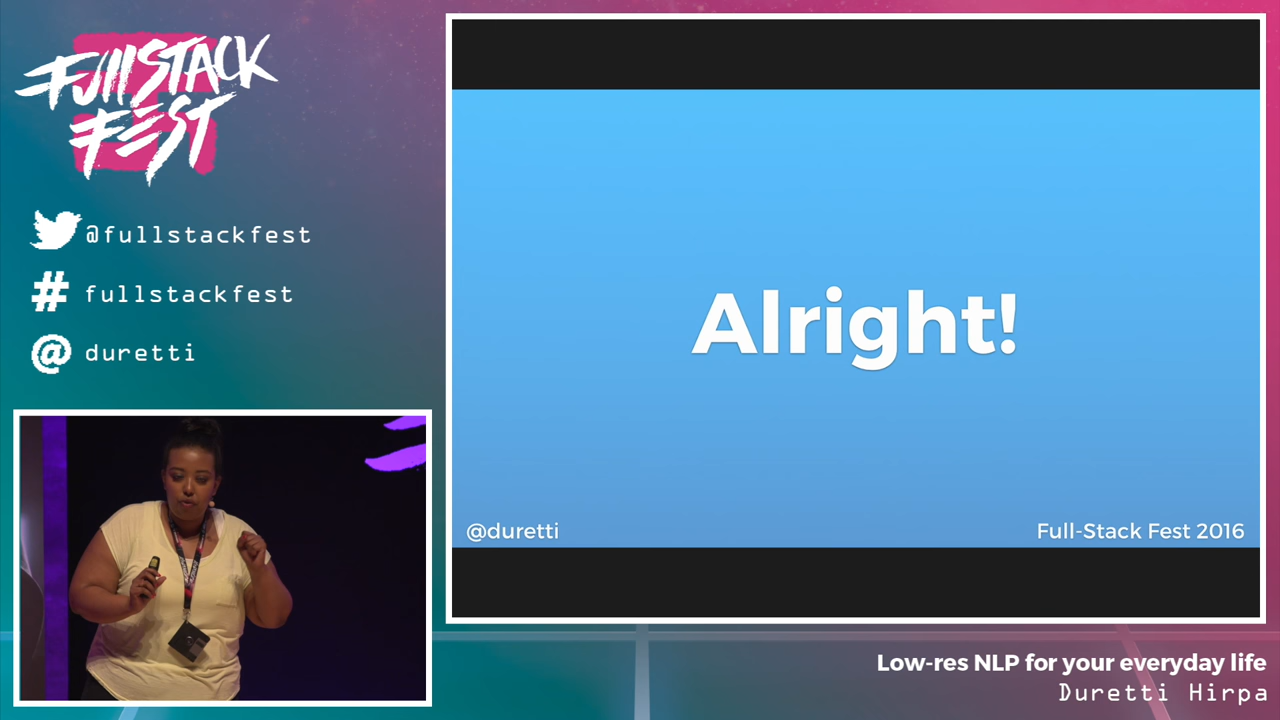 FullStack
Fest
@fullstackfest
# fullstackfest
@ duretti
Alright!
@duretti
Full-Stack Fest 2016
Low-res NLP for your everyday life
Duretti Hirpa